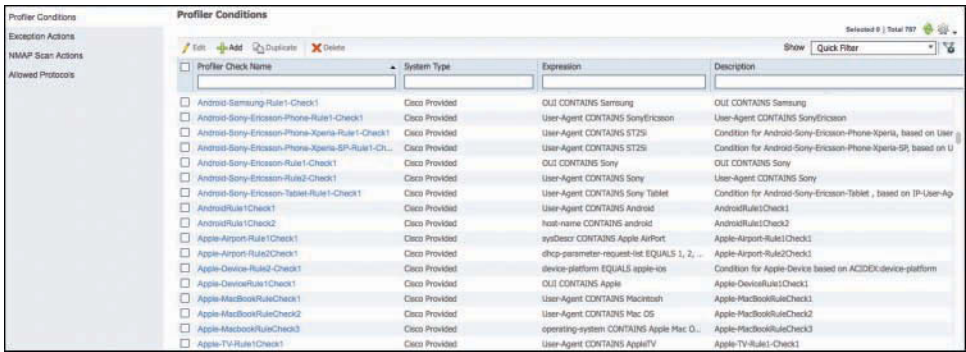 Profiler Conditions
Exception Actions
NMAP Scan Actions
Allowed Protocols
Profiler Conditions
Selected 0 | Total 787
Edit Add Duplicate Delete Show Quick Filter
Profiler Check Name System Type Expression Description
Android-Samsung-Rule1-Check1 Cisco Provided OUI CONTAINS Samsung OUI CONTAINS Samsung
Android-Sony-Ericsson-Phone-Rule1-Check1 Cisco Provided User-Agent CONTAINS SonyEricsson User-Agent CONTAINS SonyEricsson
Android-Sony-Ericsson-Phone-Xperia-Rule1-Check1 Cisco Provided User-Agent CONTAINS ST25i Condition for Android-Sony-Ericsson-Phone-Xperia, based on User
Android-Sony-Ericsson-Phone-Xperia-SP-Rule1-Ch... Cisco Provided User-Agent CONTAINS ST25i Condition for Android-Sony-Ericsson-Phone-Xperia-SP, based on U
Android-Sony-Ericsson-Rule1-Check1 Cisco Provided OUI CONTAINS Sony OUI CONTAINS Sony
Android-Sony-Ericsson-Rule2-Check1 Cisco Provided User-Agent CONTAINS Sony User-Agent CONTAINS Sony
Android-Sony-Ericsson-Tablet-Rule1-Check1 Cisco Provided User-Agent CONTAINS Sony Tablet Condition for Android-Sony-Ericsson-Tablet , based on IP-User-Ag
AndroidRule1Check1 Cisco Provided User-Agent CONTAINS Android AndroidRule1Check1
AndroidRule1Check2 Cisco Provided host-name CONTAINS android AndroidRule1Check2
Apple-Airport-Rule1Check1 Cisco Provided sysDescr CONTAINS Apple AirPort Apple-Airport-Rule1Check1
Apple-Airport-Rule2Check1 Cisco Provided dhcp-parameter-request-list EQUALS 1, 2, ... Apple-Airport-Rule2Check1
Apple-Device-Rule2-Check1 Cisco Provided device-platform EQUALS apple-ios Condition for Apple-Device based on ACIDEX:device-platform
Apple-DeviceRule1Check1 Cisco Provided OUI CONTAINS Apple Apple-DeviceRule1Check1
Apple-MacBookRuleCheck1 Cisco Provided User-Agent CONTAINS Macintosh Apple-MacBookRuleCheck1
Apple-MacBookRuleCheck2 Cisco Provided User-Agent CONTAINS Mac OS Apple-MacBookRuleCheck2
Apple-MacbookRuleCheck3 Cisco Provided operating-system CONTAINS Apple Mac O... Apple-MacBookRuleCheck3
Apple-TV-Rule1Check1 Cisco Provided User-Agent CONTAINS AppleTV Apple-TV-Rule1-Check1